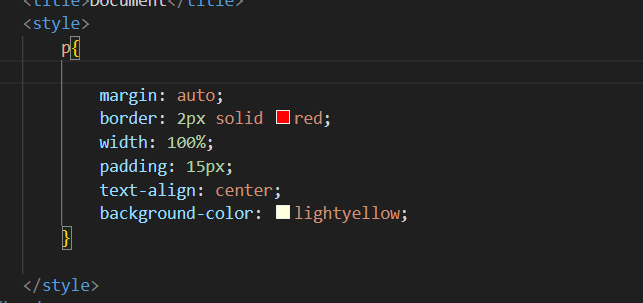 <title>Document</title>
<style>
p{
margin: auto;
border: 2px solid red;
width: 100%;
padding: 15px;
text-align: center;
background-color: lightyellow;
}
</style>